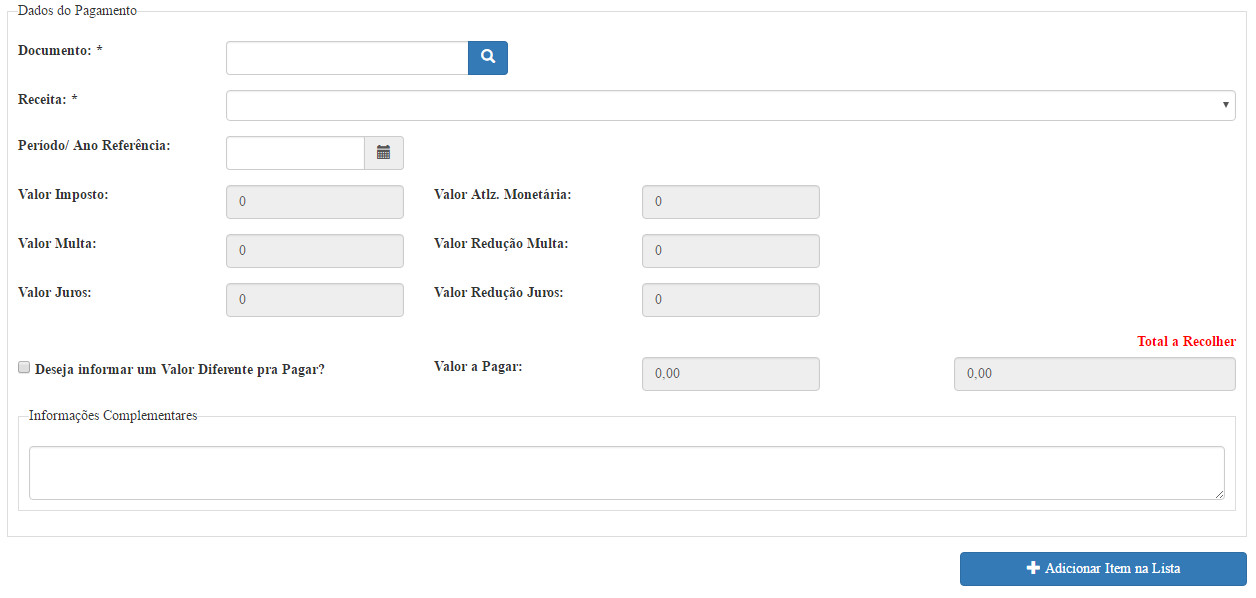 Dados do Pagamento
Documento: *
Receita: *
Período/ Ano Referência:
Valor Imposto: 0 Valor Atlz. Monetária: 0
Valor Multa: 0 Valor Redução Multa: 0
Valor Juros: 0 Valor Redução Juros: 0
Total a Recolher
Deseja informar um Valor Diferente pra Pagar? Valor a Pagar: 0,00 0,00
Informações Complementares
Adicionar Item na Lista